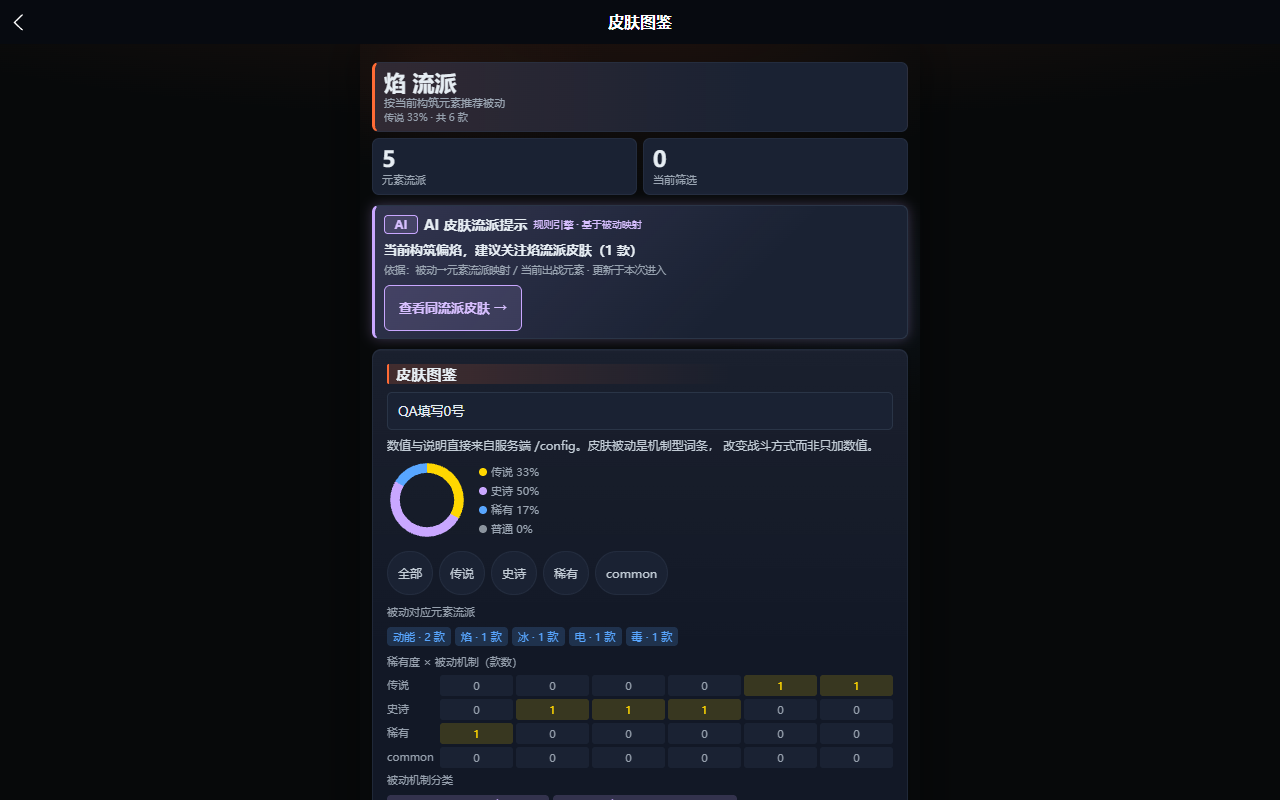 皮肤图鉴
焰 流派
按当前构筑元素推荐被动
传说 33% · 共 6 款
5
元素流派
0
当前筛选
AI AI 皮肤流派提示 规则引擎 · 基于被动映射
当前构筑偏焰，建议关注焰流派皮肤（1 款）
依据：被动→元素流派映射 / 当前出战元素 · 更新于本次进入
查看同流派皮肤 →
皮肤图鉴
QA填写0号
数值与说明直接来自服务端 /config。皮肤被动是机制型词条， 改变战斗方式而非只加数值。
传说 33%
史诗 50%
稀有 17%
普通 0%
全部 传说 史诗 稀有 common
被动对应元素流派
动能 · 2 款 焰 · 1 款 冰 · 1 款 电 · 1 款 毒 · 1 款
稀有度 × 被动机制（款数）
传说 0 0 0 0 1 1
史诗 0 1 1 1 0 0
稀有 1 0 0 0 0 0
common 0 0 0 0 0 0
被动机制分类